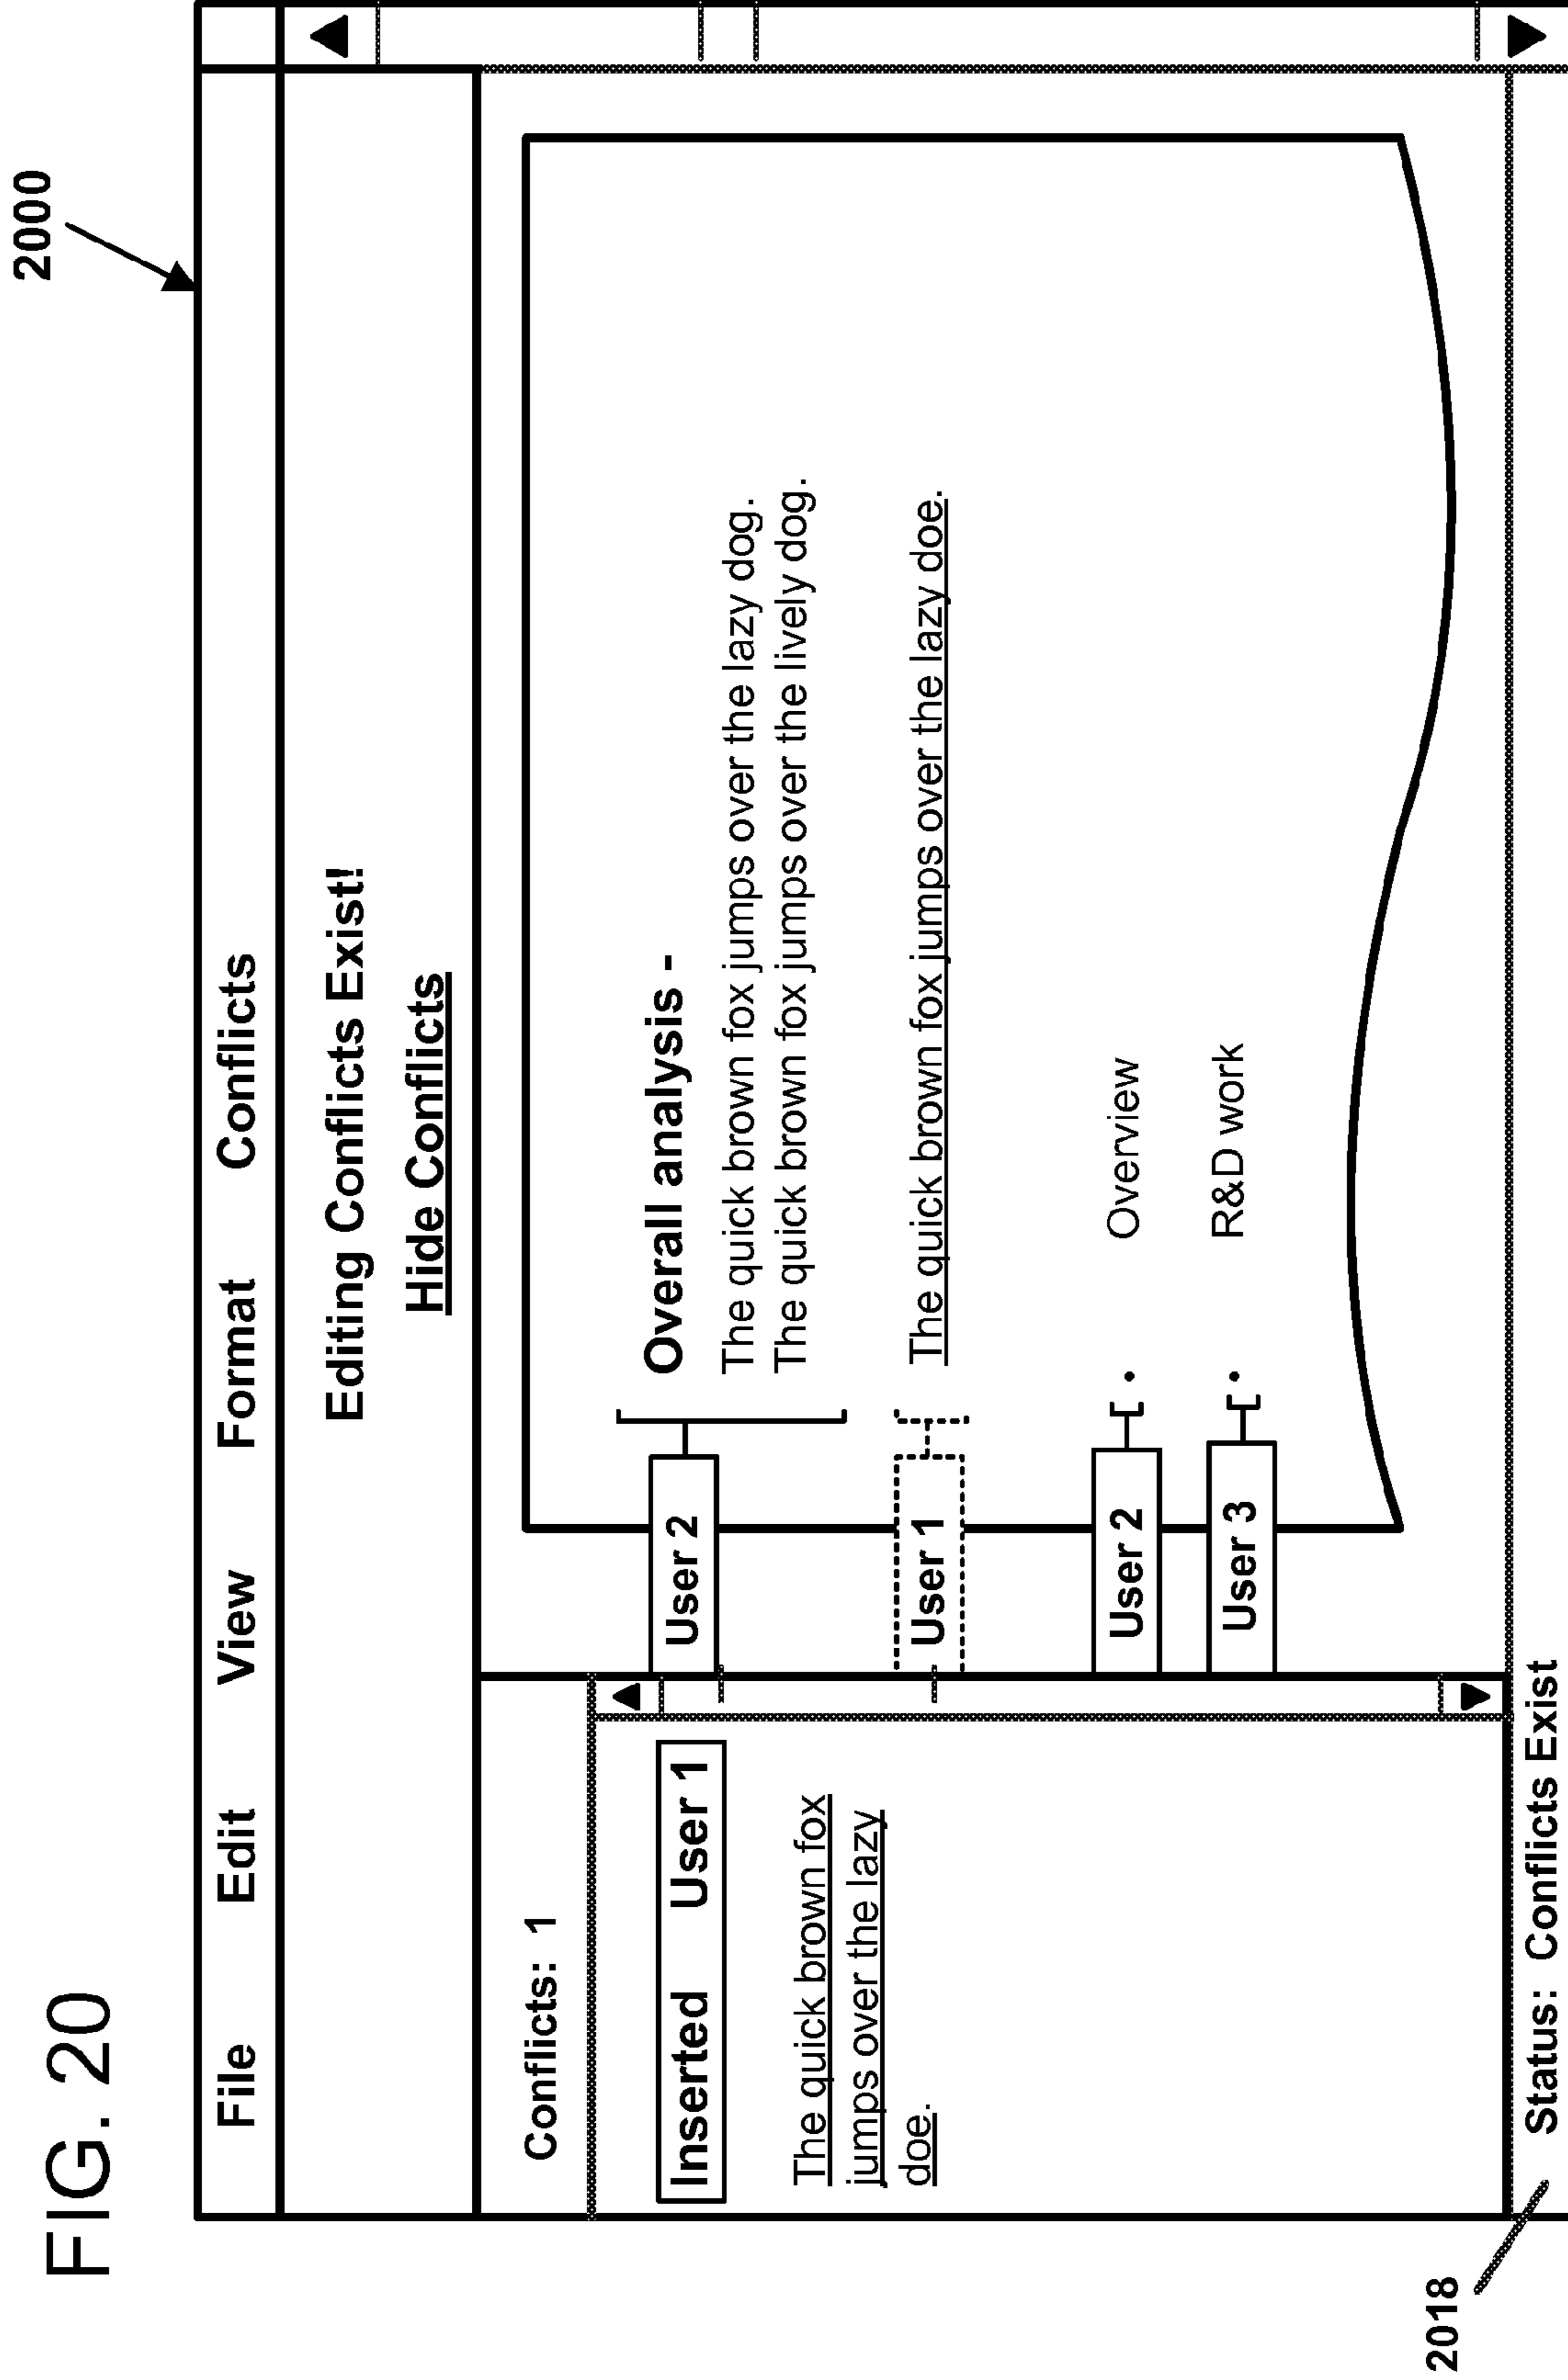 FIG. 20
2000
File Edit View Format Conflicts
Editing Conflicts Exist!
Hide Conflicts
Conflicts: 1
Inserted User 1
The quick brown fox
jumps over the lazy
doe.
User 2
Overall analysis -
The quick brown fox jumps over the lazy dog.
The quick brown fox jumps over the lively dog.
User 1
The quick brown fox jumps over the lazy doe.
User 2
• Overview
User 3
• R&D work
Status: Conflicts Exist
2018